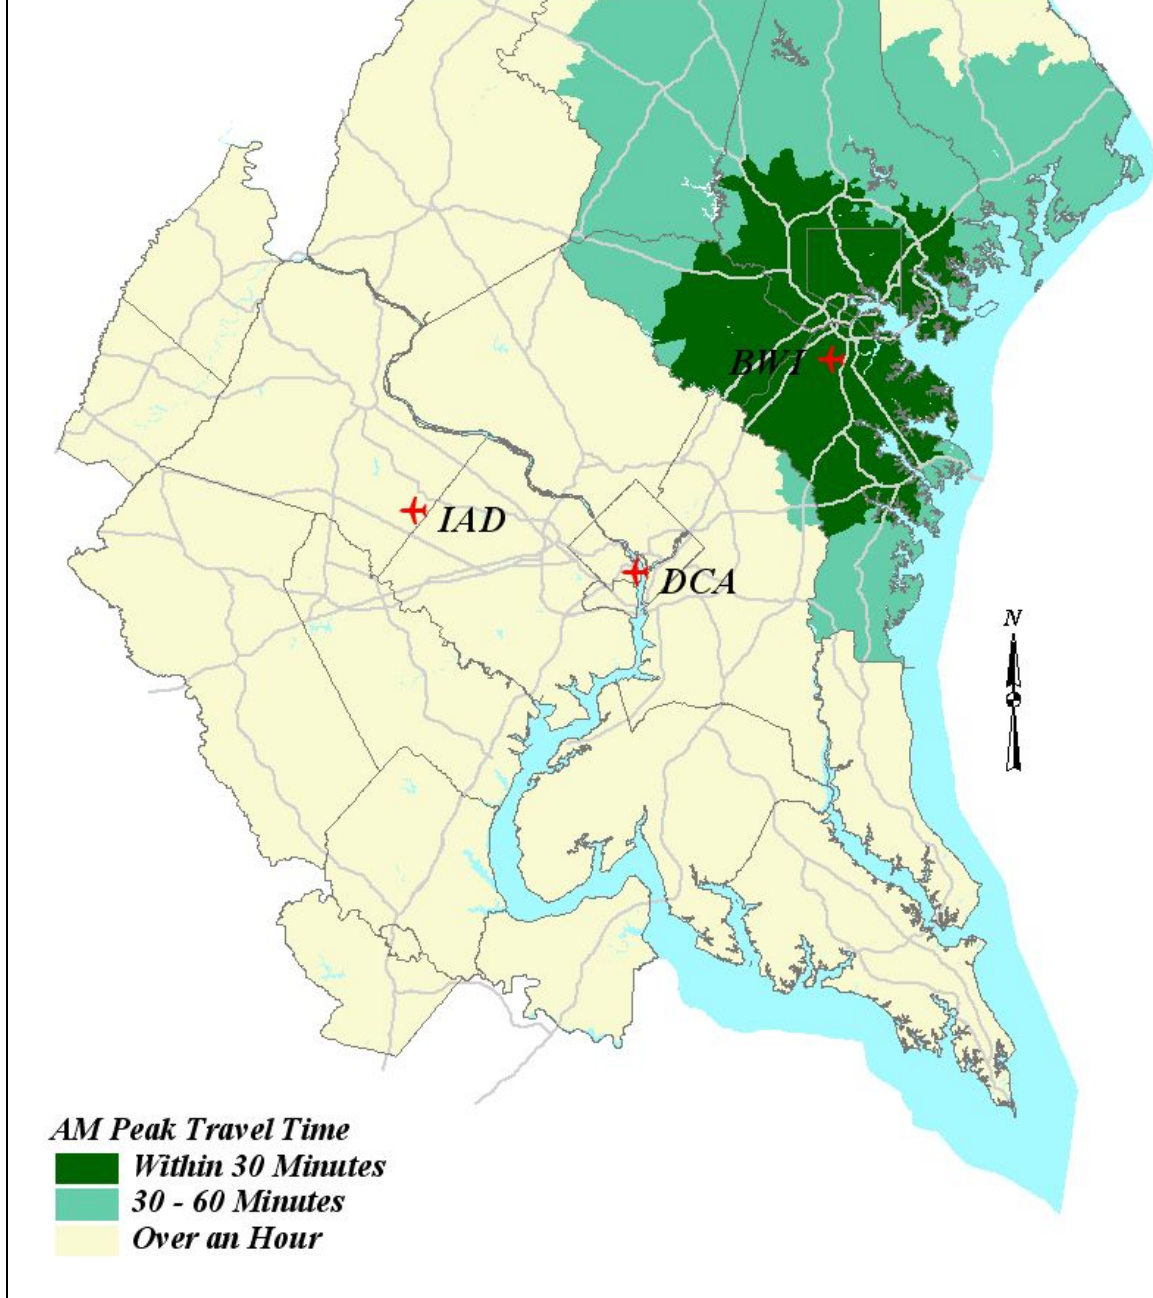 BWI
IAD
DCA
N
AM Peak Travel Time
Within 30 Minutes
30 - 60 Minutes
Over an Hour